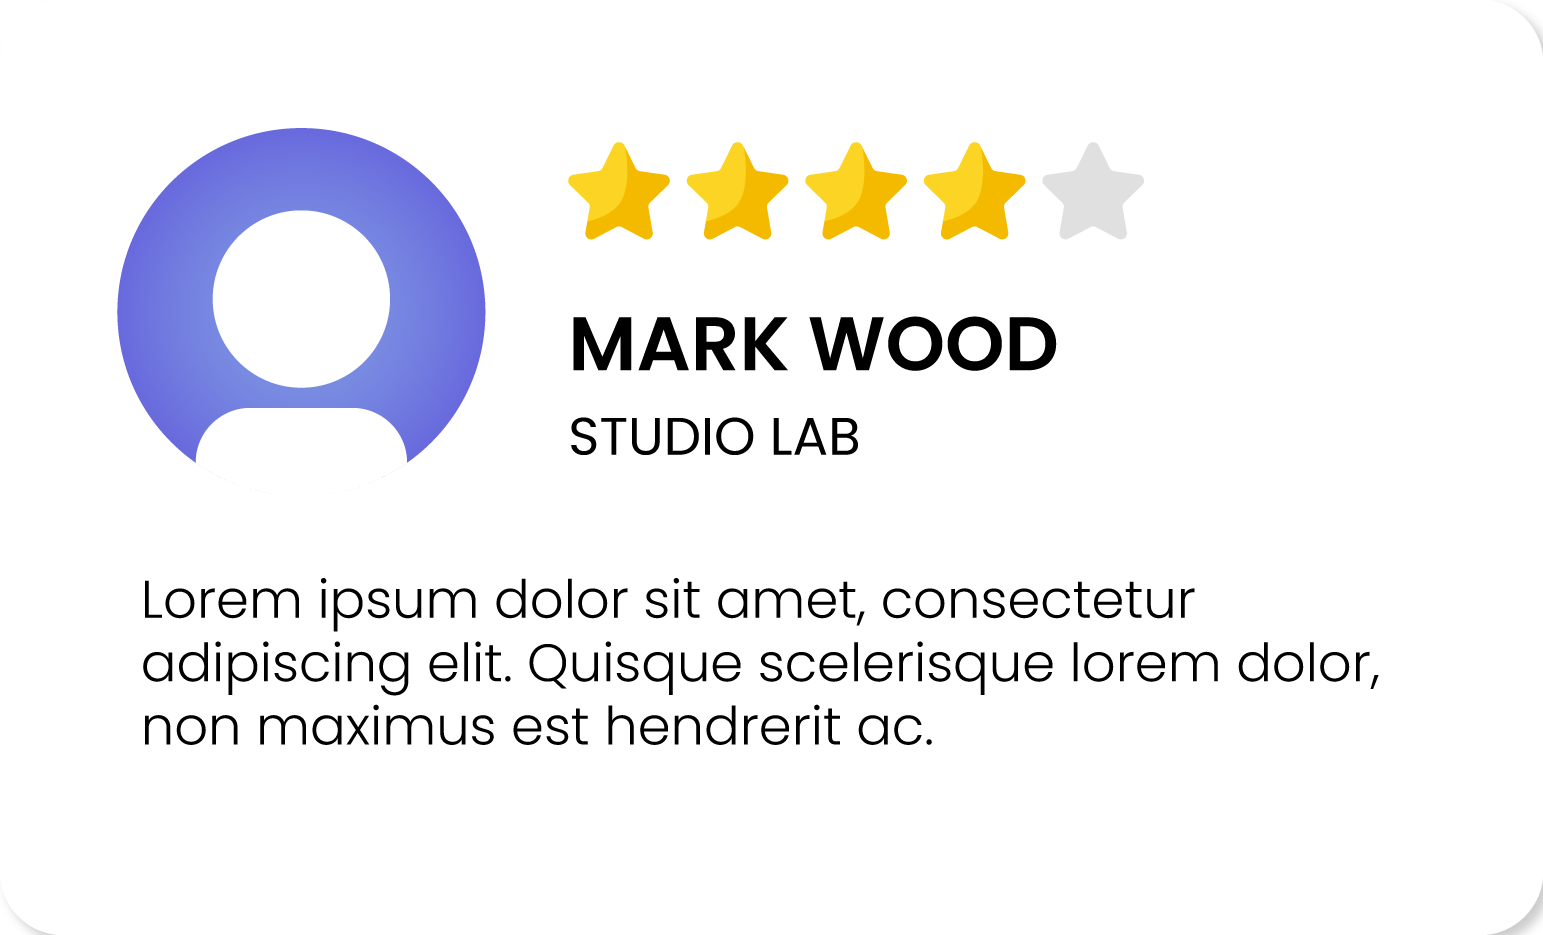 MARK WOOD
STUDIO LAB
Lorem ipsum dolor sit amet, consectetur
adipiscing elit. Quisque scelerisque lorem dolor,
non maximus est hendrerit ac.